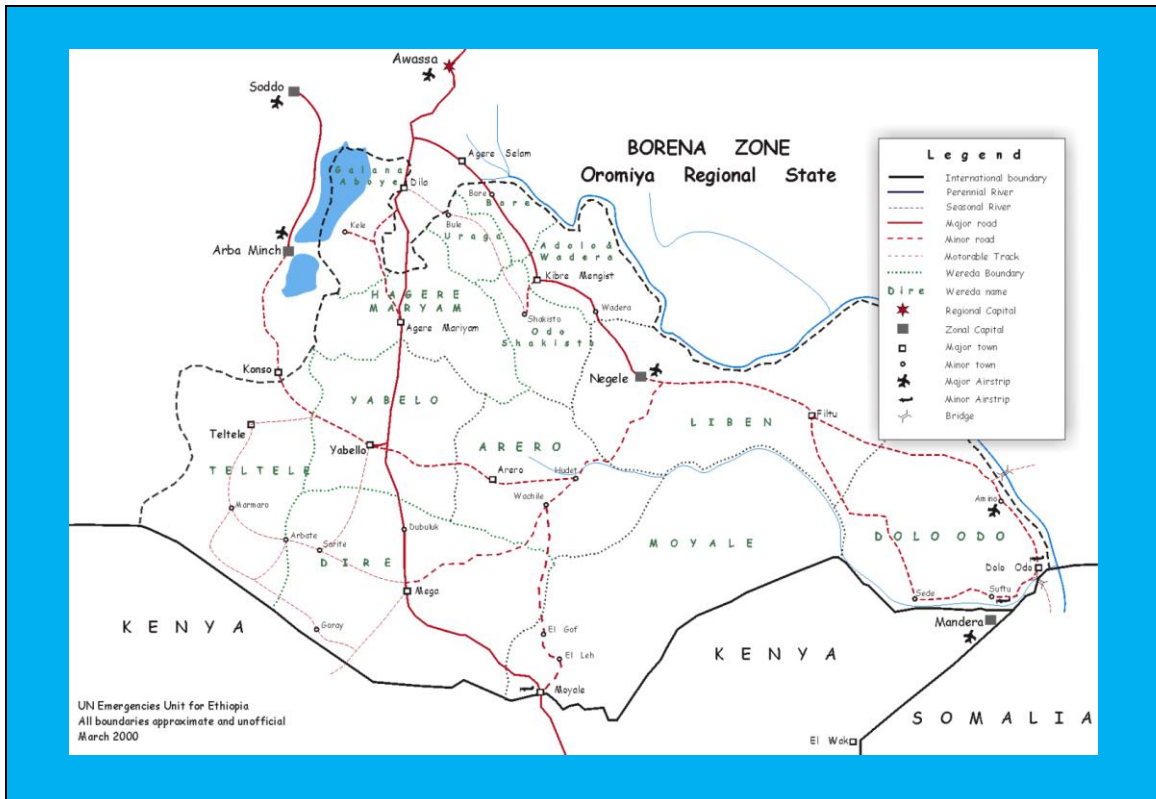 Awassa
Soddo
BORENA ZONE
Oromiya Regional State
Legend
International boundary
Perennial River
Seasonal River
Major road
Minor road
Motorable Track
Wereda Boundary
Dire Wereda name
Regional Capital
Zonal Capital
Major town
Minor town
Major Airstrip
Minor Airstrip
Bridge
Agere Selam
Galana
Aboye
Dila
Bore
Bore
Kele
Bule
Uraga
Adolo &
Wadera
Arba Minch
Kibre Mengist
HAGERE
MARYAM
Wadera
Shakisto
Agere Mariyam
Odo
Shakisto
Konso
Negele
YABELO
LIBEN
Filtu
Teltele
Yabello
ARERO
TELTELE
Arero
Hudet
Marmaro
Wachile
Amino
Dubuluk
Arbate
Sarite
MOYALE
DOLO ODO
DIRE
Dolo Odo
Mega
Sede
Suftu
Mandera
KENYA
Goray
El Gof
El Leh
KENYA
Moyale
UN Emergencies Unit for Ethiopia
All boundaries approximate and unofficial
March 2000
SOMALIA
El Wak